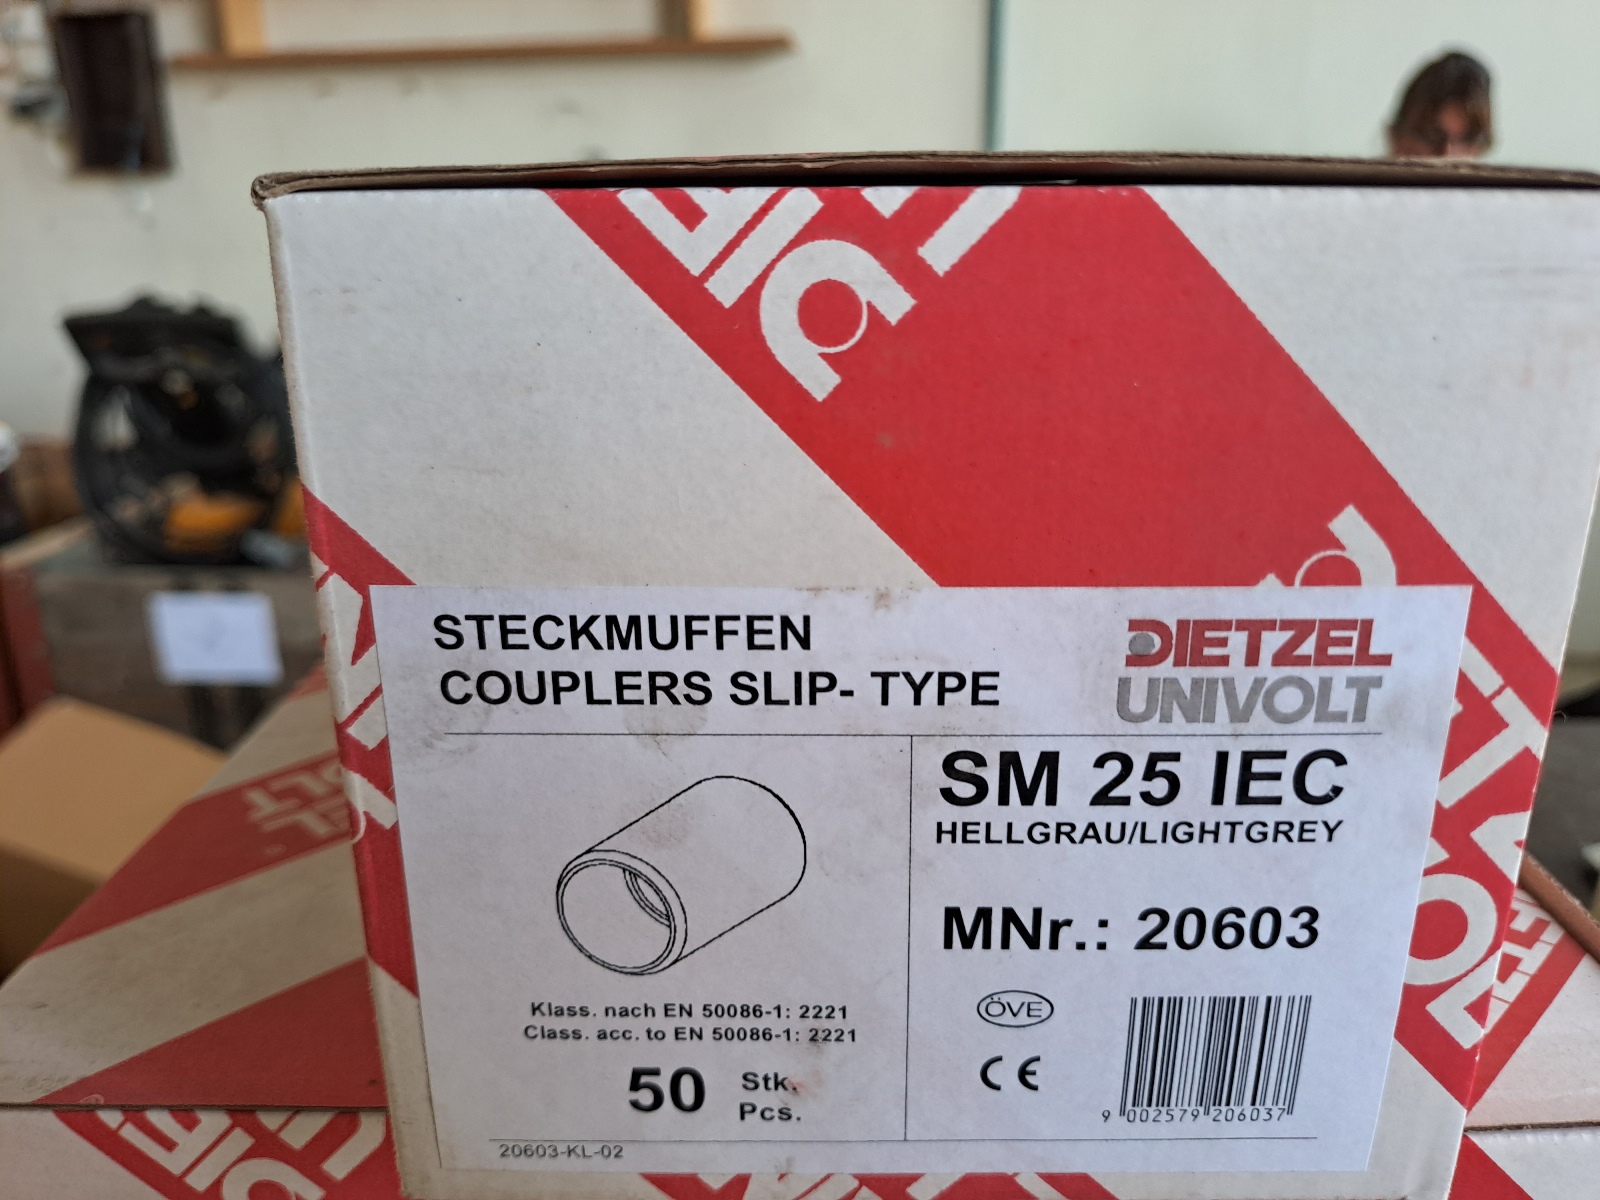 STECKMUFFEN
COUPLERS SLIP- TYPE
DIETZEL
UNIVOLT
SM 25 IEC
HELLGRAU/LIGHTGREY
MNr.: 20603
Klass. nach EN 50086-1: 2221
Class. acc. to EN 50086-1: 2221
50 Stk.
Pcs.
ÖVE
CE
9 002579 206037
20603-KL-02